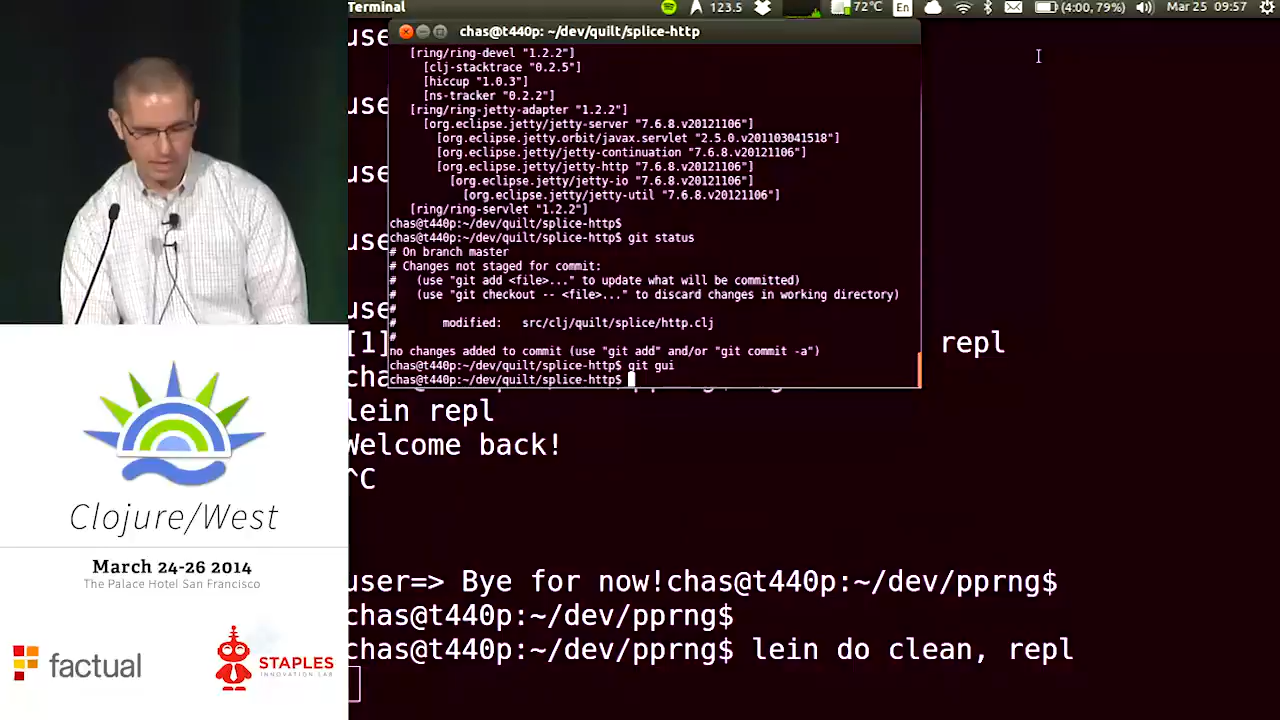 Terminal
123.5
72°C
En
(4:00, 79%)
Mar 25 09:57
chas@t440p: ~/dev/quilt/splice-http
[ring/ring-devel "1.2.2"]
[clj-stacktrace "0.2.5"]
[hiccup "1.0.3"]
[ns-tracker "0.2.2"]
[ring/ring-jetty-adapter "1.2.2"]
[org.eclipse.jetty/jetty-server "7.6.8.v20121106"]
[org.eclipse.jetty.orbit/javax.servlet "2.5.0.v201103041518"]
[org.eclipse.jetty/jetty-continuation "7.6.8.v20121106"]
[org.eclipse.jetty/jetty-http "7.6.8.v20121106"]
[org.eclipse.jetty/jetty-io "7.6.8.v20121106"]
[org.eclipse.jetty/jetty-util "7.6.8.v20121106"]
[ring/ring-servlet "1.2.2"]
chas@t440p:~/dev/quilt/splice-http$
chas@t440p:~/dev/quilt/splice-http$ git status
# On branch master
# Changes not staged for commit:
#   (use "git add <file>..." to update what will be committed)
#   (use "git checkout -- <file>..." to discard changes in working directory)
#
#       modified:   src/clj/quilt/splice/http.clj
#
no changes added to commit (use "git add" and/or "git commit -a")
chas@t440p:~/dev/quilt/splice-http$ git gui
chas@t440p:~/dev/quilt/splice-http$
use
use
use
use
use
[1] repl
cha
lein repl
Welcome back!
^C
user=> Bye for now!chas@t440p:~/dev/pprng$
chas@t440p:~/dev/pprng$
chas@t440p:~/dev/pprng$ lein do clean, repl
Clojure/West
March 24-26 2014
The Palace Hotel San Francisco
factual
STAPLES
INNOVATION LAB